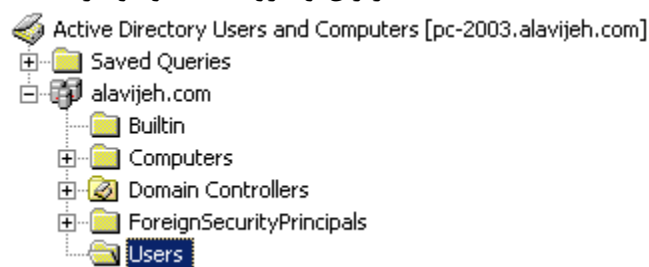 Active Directory Users and Computers [pc-2003.alavijeh.com]
Saved Queries
alavijeh.com
Builtin
Computers
Domain Controllers
ForeignSecurityPrincipals
Users